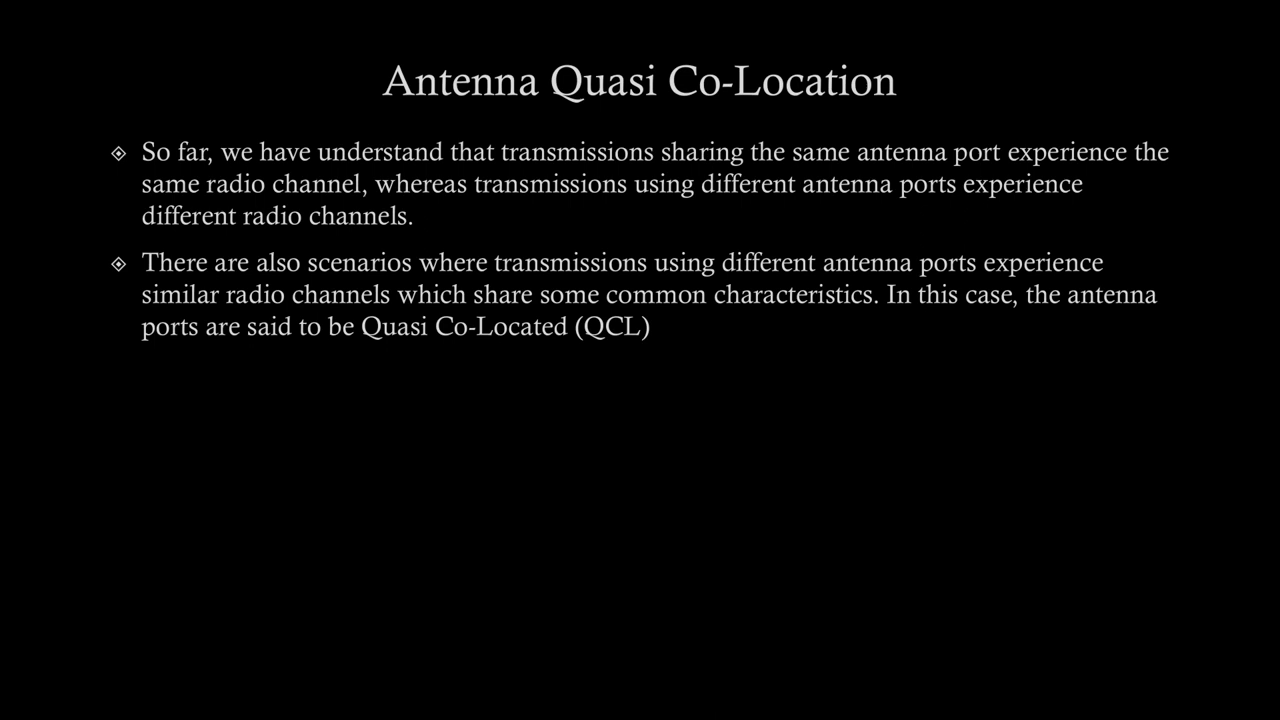 Antenna Quasi Co-Location
So far, we have understand that transmissions sharing the same antenna port experience the
same radio channel, whereas transmissions using different antenna ports experience
different radio channels.
There are also scenarios where transmissions using different antenna ports experience
similar radio channels which share some common characteristics. In this case, the antenna
ports are said to be Quasi Co-Located (QCL)